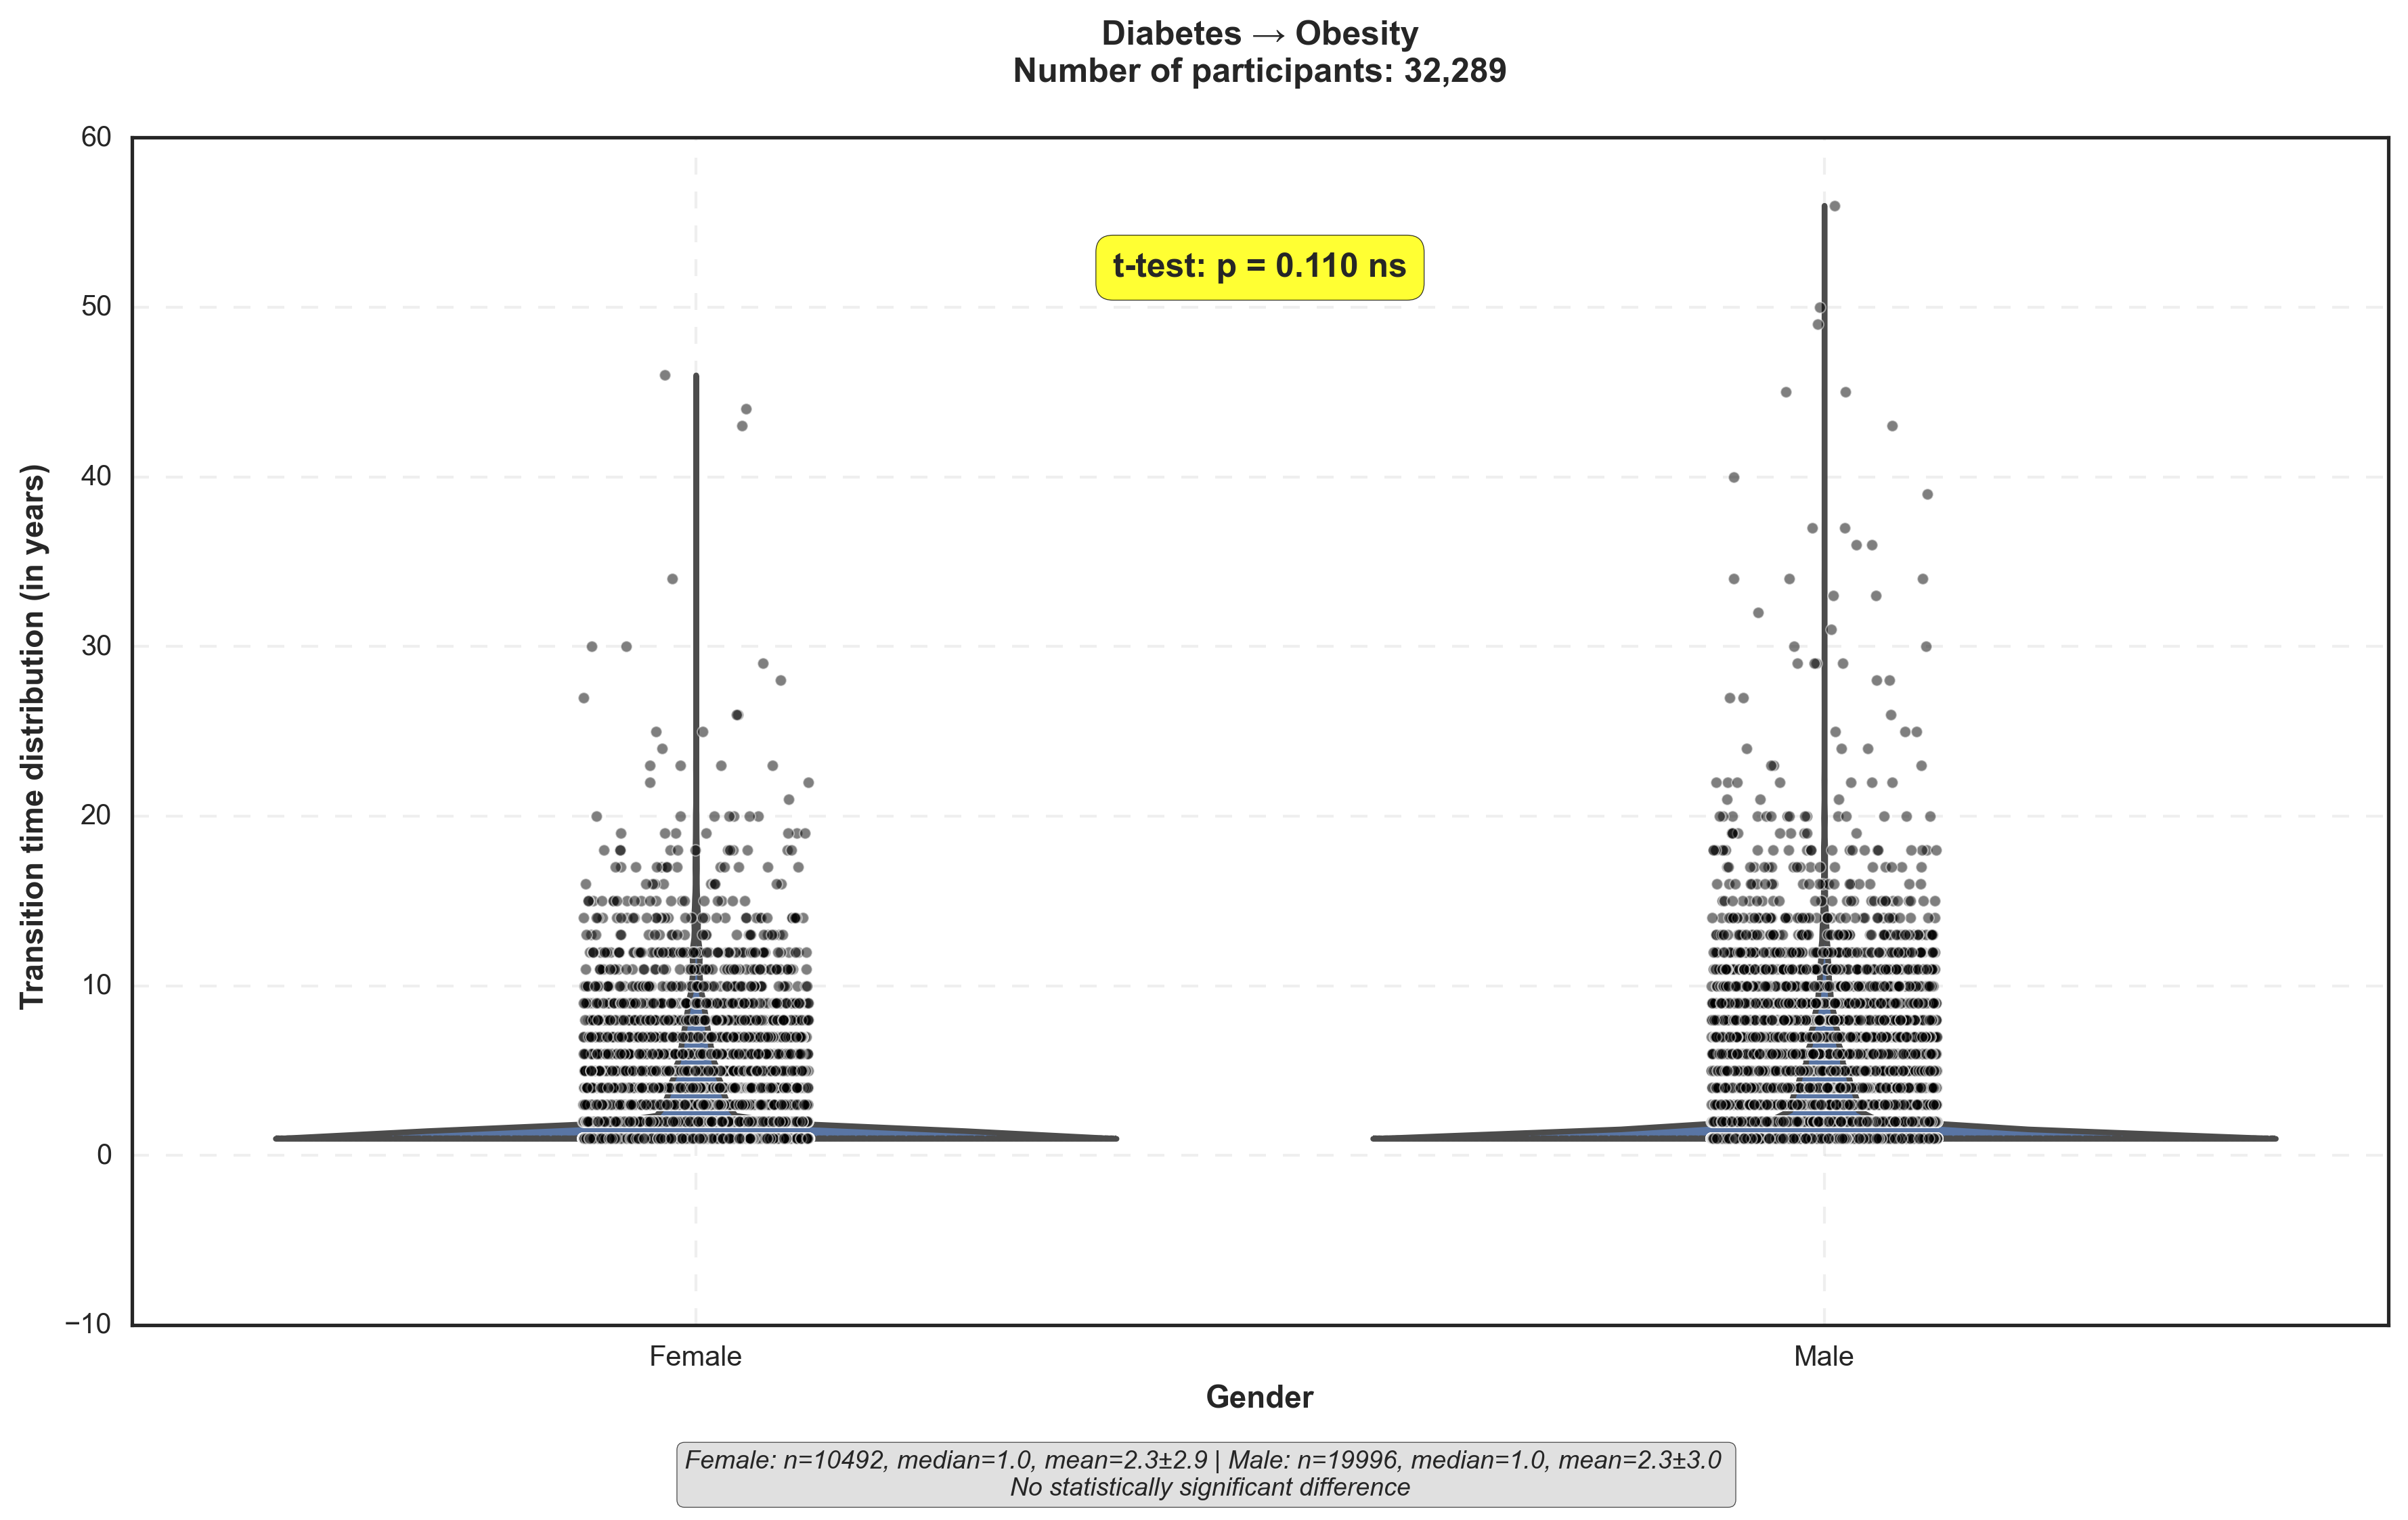 Diabetes → Obesity
Number of participants: 32,289
60
50
40
30
20
10
0
−10
Transition time distribution (in years)
t-test: p = 0.110 ns
Female
Male
Gender
Female: n=10492, median=1.0, mean=2.3±2.9 | Male: n=19996, median=1.0, mean=2.3±3.0
No statistically significant difference